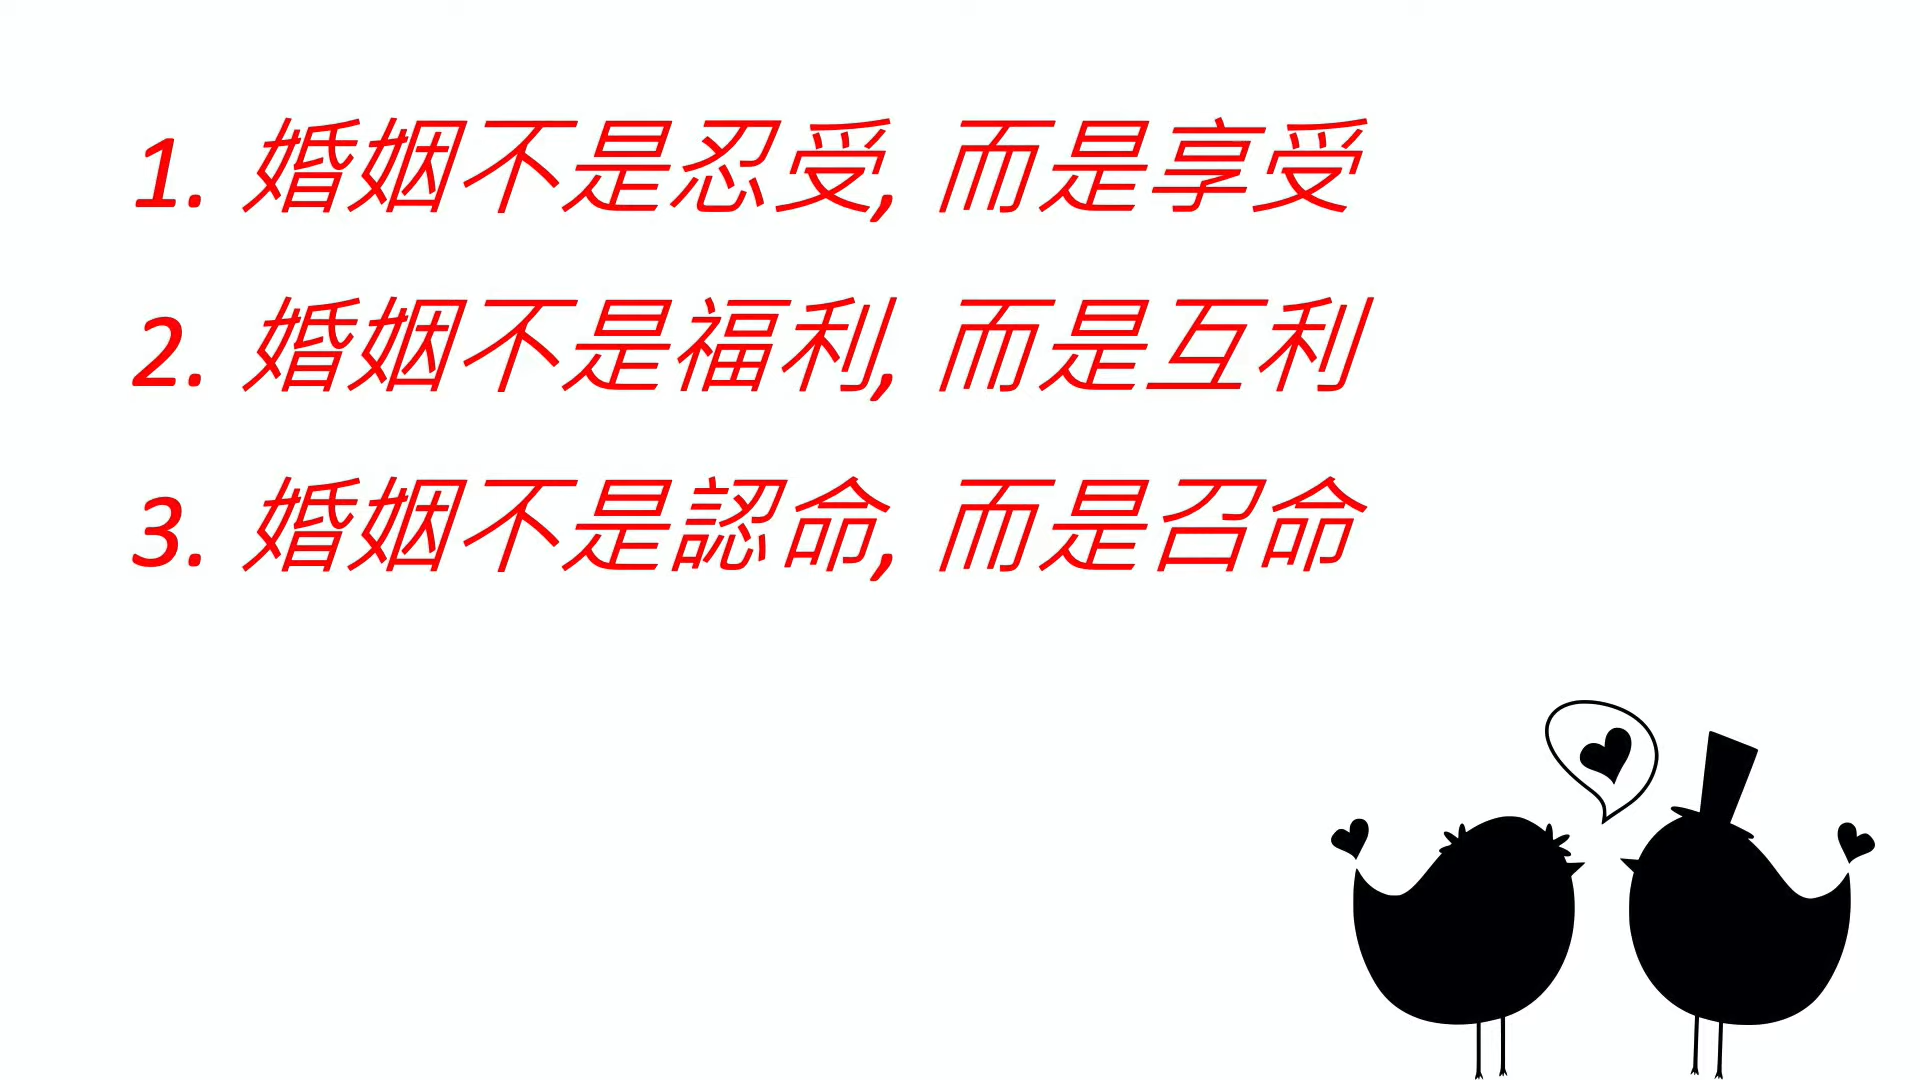 1. 婚姻不是忍受, 而是享受
2. 婚姻不是福利, 而是互利
3. 婚姻不是認命, 而是召命